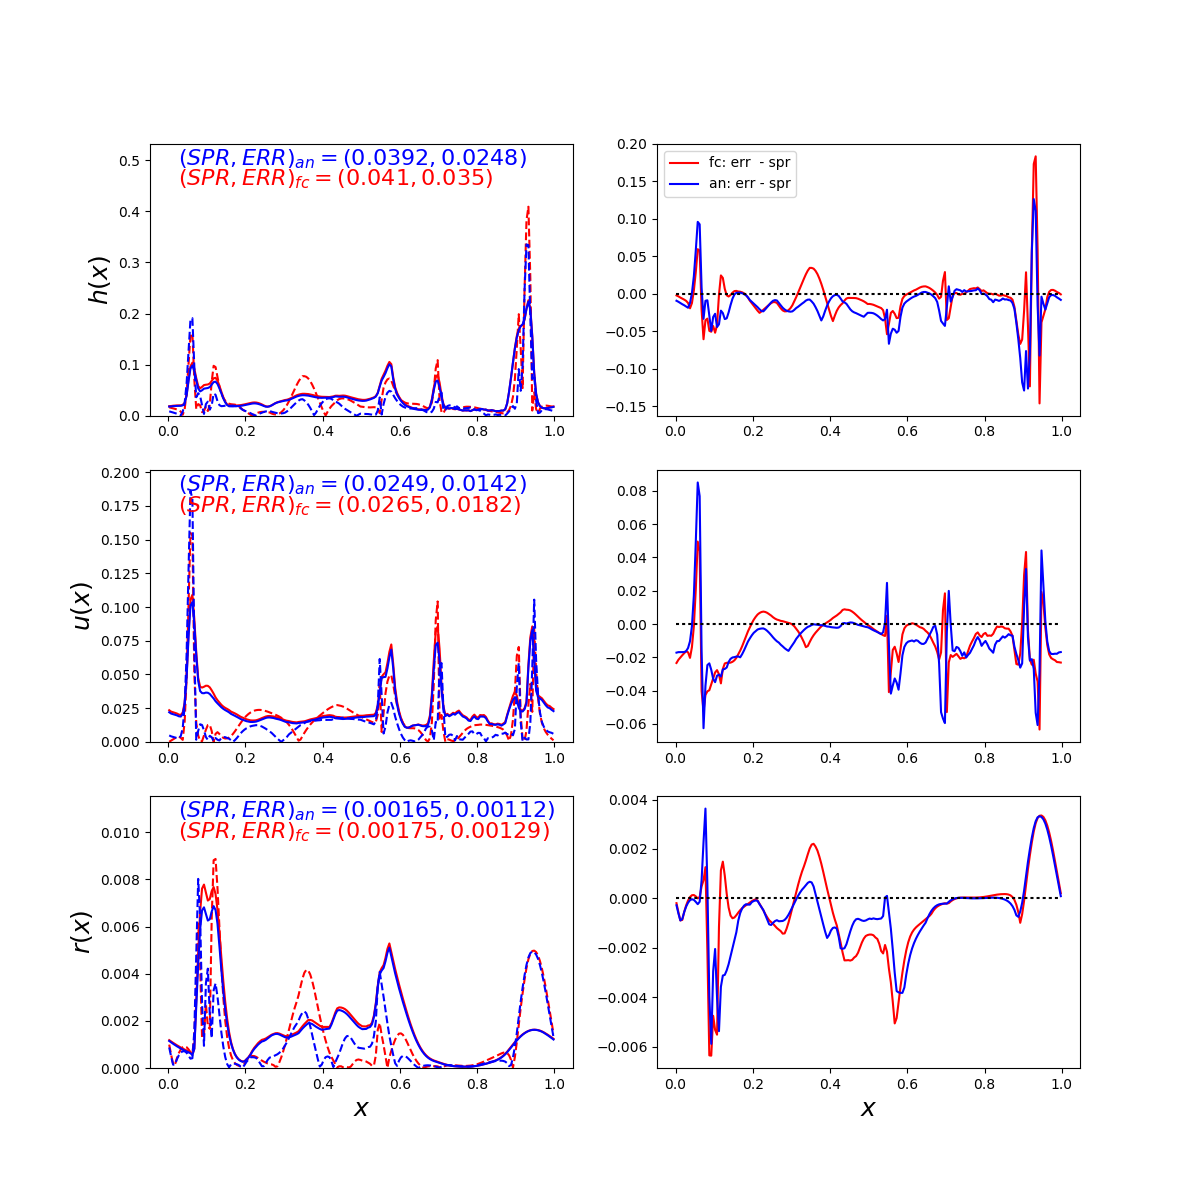 (SPR, ERR)an = (0.0392, 0.0248)
(SPR, ERR)fc = (0.041, 0.035)
h(x)
0.5
0.4
0.3
0.2
0.1
0.0
0.0 0.2 0.4 0.6 0.8 1.0
fc: err - spr
an: err - spr
0.20
0.15
0.10
0.05
0.00
−0.05
−0.10
−0.15
0.0 0.2 0.4 0.6 0.8 1.0
(SPR, ERR)an = (0.0249, 0.0142)
(SPR, ERR)fc = (0.0265, 0.0182)
u(x)
0.200
0.175
0.150
0.125
0.100
0.075
0.050
0.025
0.000
0.0 0.2 0.4 0.6 0.8 1.0
0.08
0.06
0.04
0.02
0.00
−0.02
−0.04
−0.06
0.0 0.2 0.4 0.6 0.8 1.0
(SPR, ERR)an = (0.00165, 0.00112)
(SPR, ERR)fc = (0.00175, 0.00129)
r(x)
0.010
0.008
0.006
0.004
0.002
0.000
0.0 0.2 0.4 0.6 0.8 1.0
x
0.004
0.002
0.000
−0.002
−0.004
−0.006
0.0 0.2 0.4 0.6 0.8 1.0
x